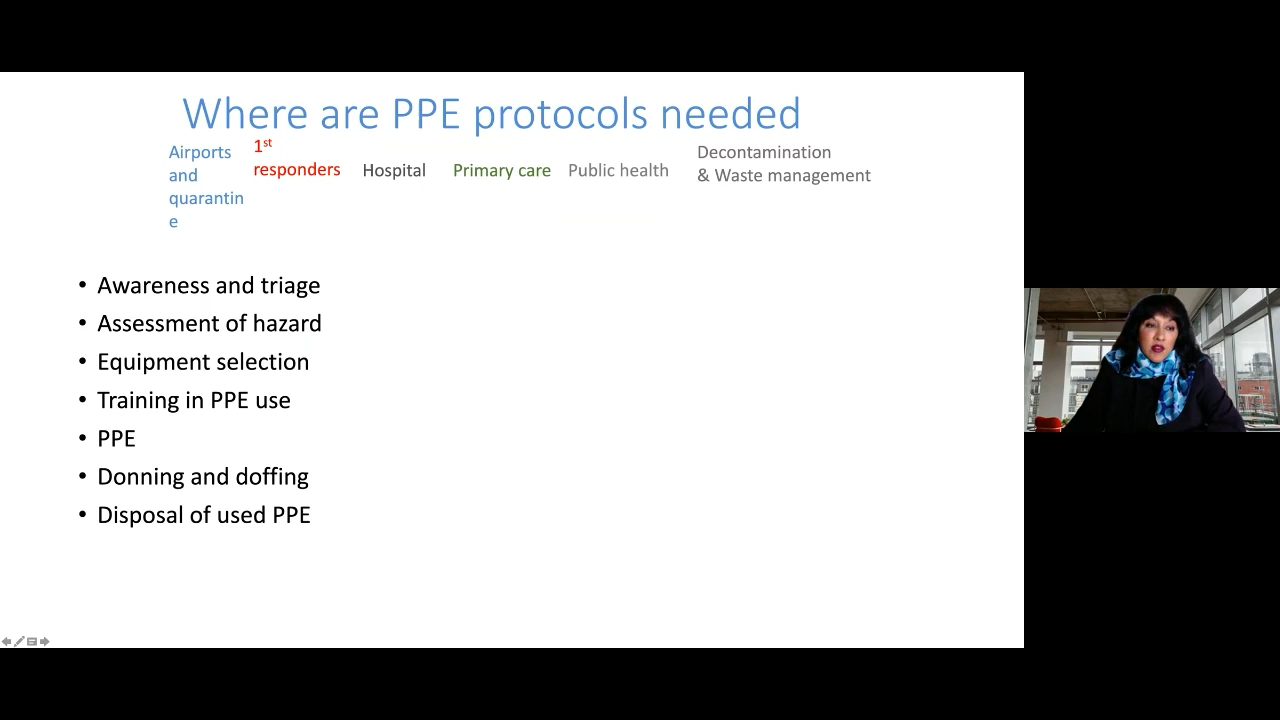 Where are PPE protocols needed
Airports
and
quarantin
e
1st
responders
Hospital
Primary care
Public health
Decontamination
& Waste management
• Awareness and triage
• Assessment of hazard
• Equipment selection
• Training in PPE use
• PPE
• Donning and doffing
• Disposal of used PPE